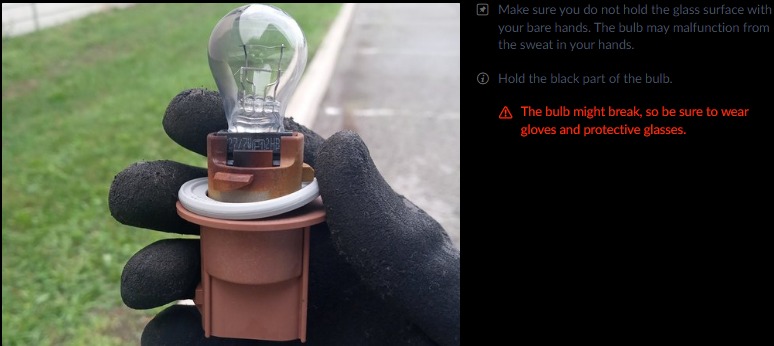 Make sure you do not hold the glass surface with
your bare hands. The bulb may malfunction from
the sweat in your hands.
Hold the black part of the bulb.
The bulb might break, so be sure to wear
gloves and protective glasses.